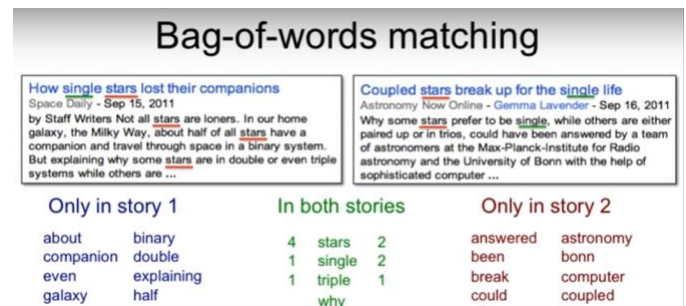 Bag-of-words matching
How single stars lost their companions
Space Daily - Sep 15, 2011
by Staff Writers Not all stars are loners. In our home
galaxy, the Milky Way, about half of all stars have a
companion and travel through space in a binary system.
But explaining why some stars are in double or even triple
systems while others are ...
Coupled stars break up for the single life
Astronomy Now Online - Gemma Lavender - Sep 16, 2011
Why some stars prefer to be single, while others are either
paired up or in trios, could have been answered by a team
of astronomers at the Max-Planck-Institute for Radio
astronomy and the University of Bonn with the help of
sophisticated computer ...
Only in story 1
about binary
companion double
even explaining
galaxy half
In both stories
4 stars 2
1 single 2
1 triple 1
why
Only in story 2
answered astronomy
been bonn
break computer
could coupled